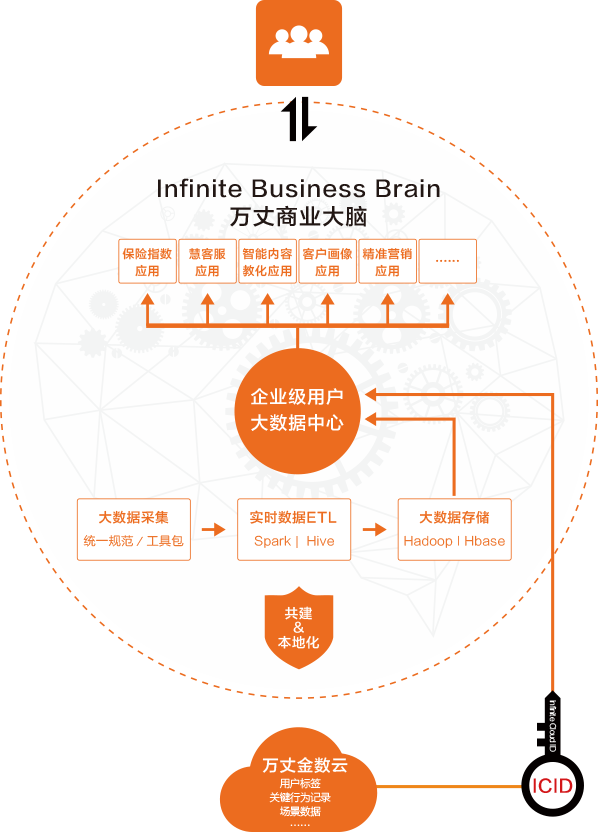 Infinite Business Brain
万丈商业大脑
保险指数
应用
慧客服
应用
智能内容
教化应用
客户画像
应用
精准营销
应用
......
企业级用户
大数据中心
大数据采集
统一规范 / 工具包
实时数据ETL
Spark | Hive
大数据存储
Hadoop | Hbase
共建
&
本地化
Infinite Cloud ID
ICID
万丈金数云
用户标签
关键行为记录
场景数据
......